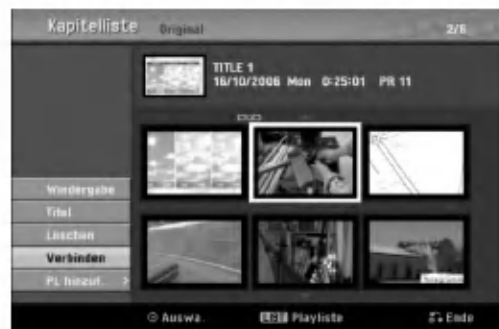 Kapitelliste Original 2/6
TITLE 1
16/10/2006 Mon 0:25:01 PR 11
Wiedergabe
Titel
Löschen
Verbinden
PL hinzuf. >
Auswa. LIST Playliste Ende